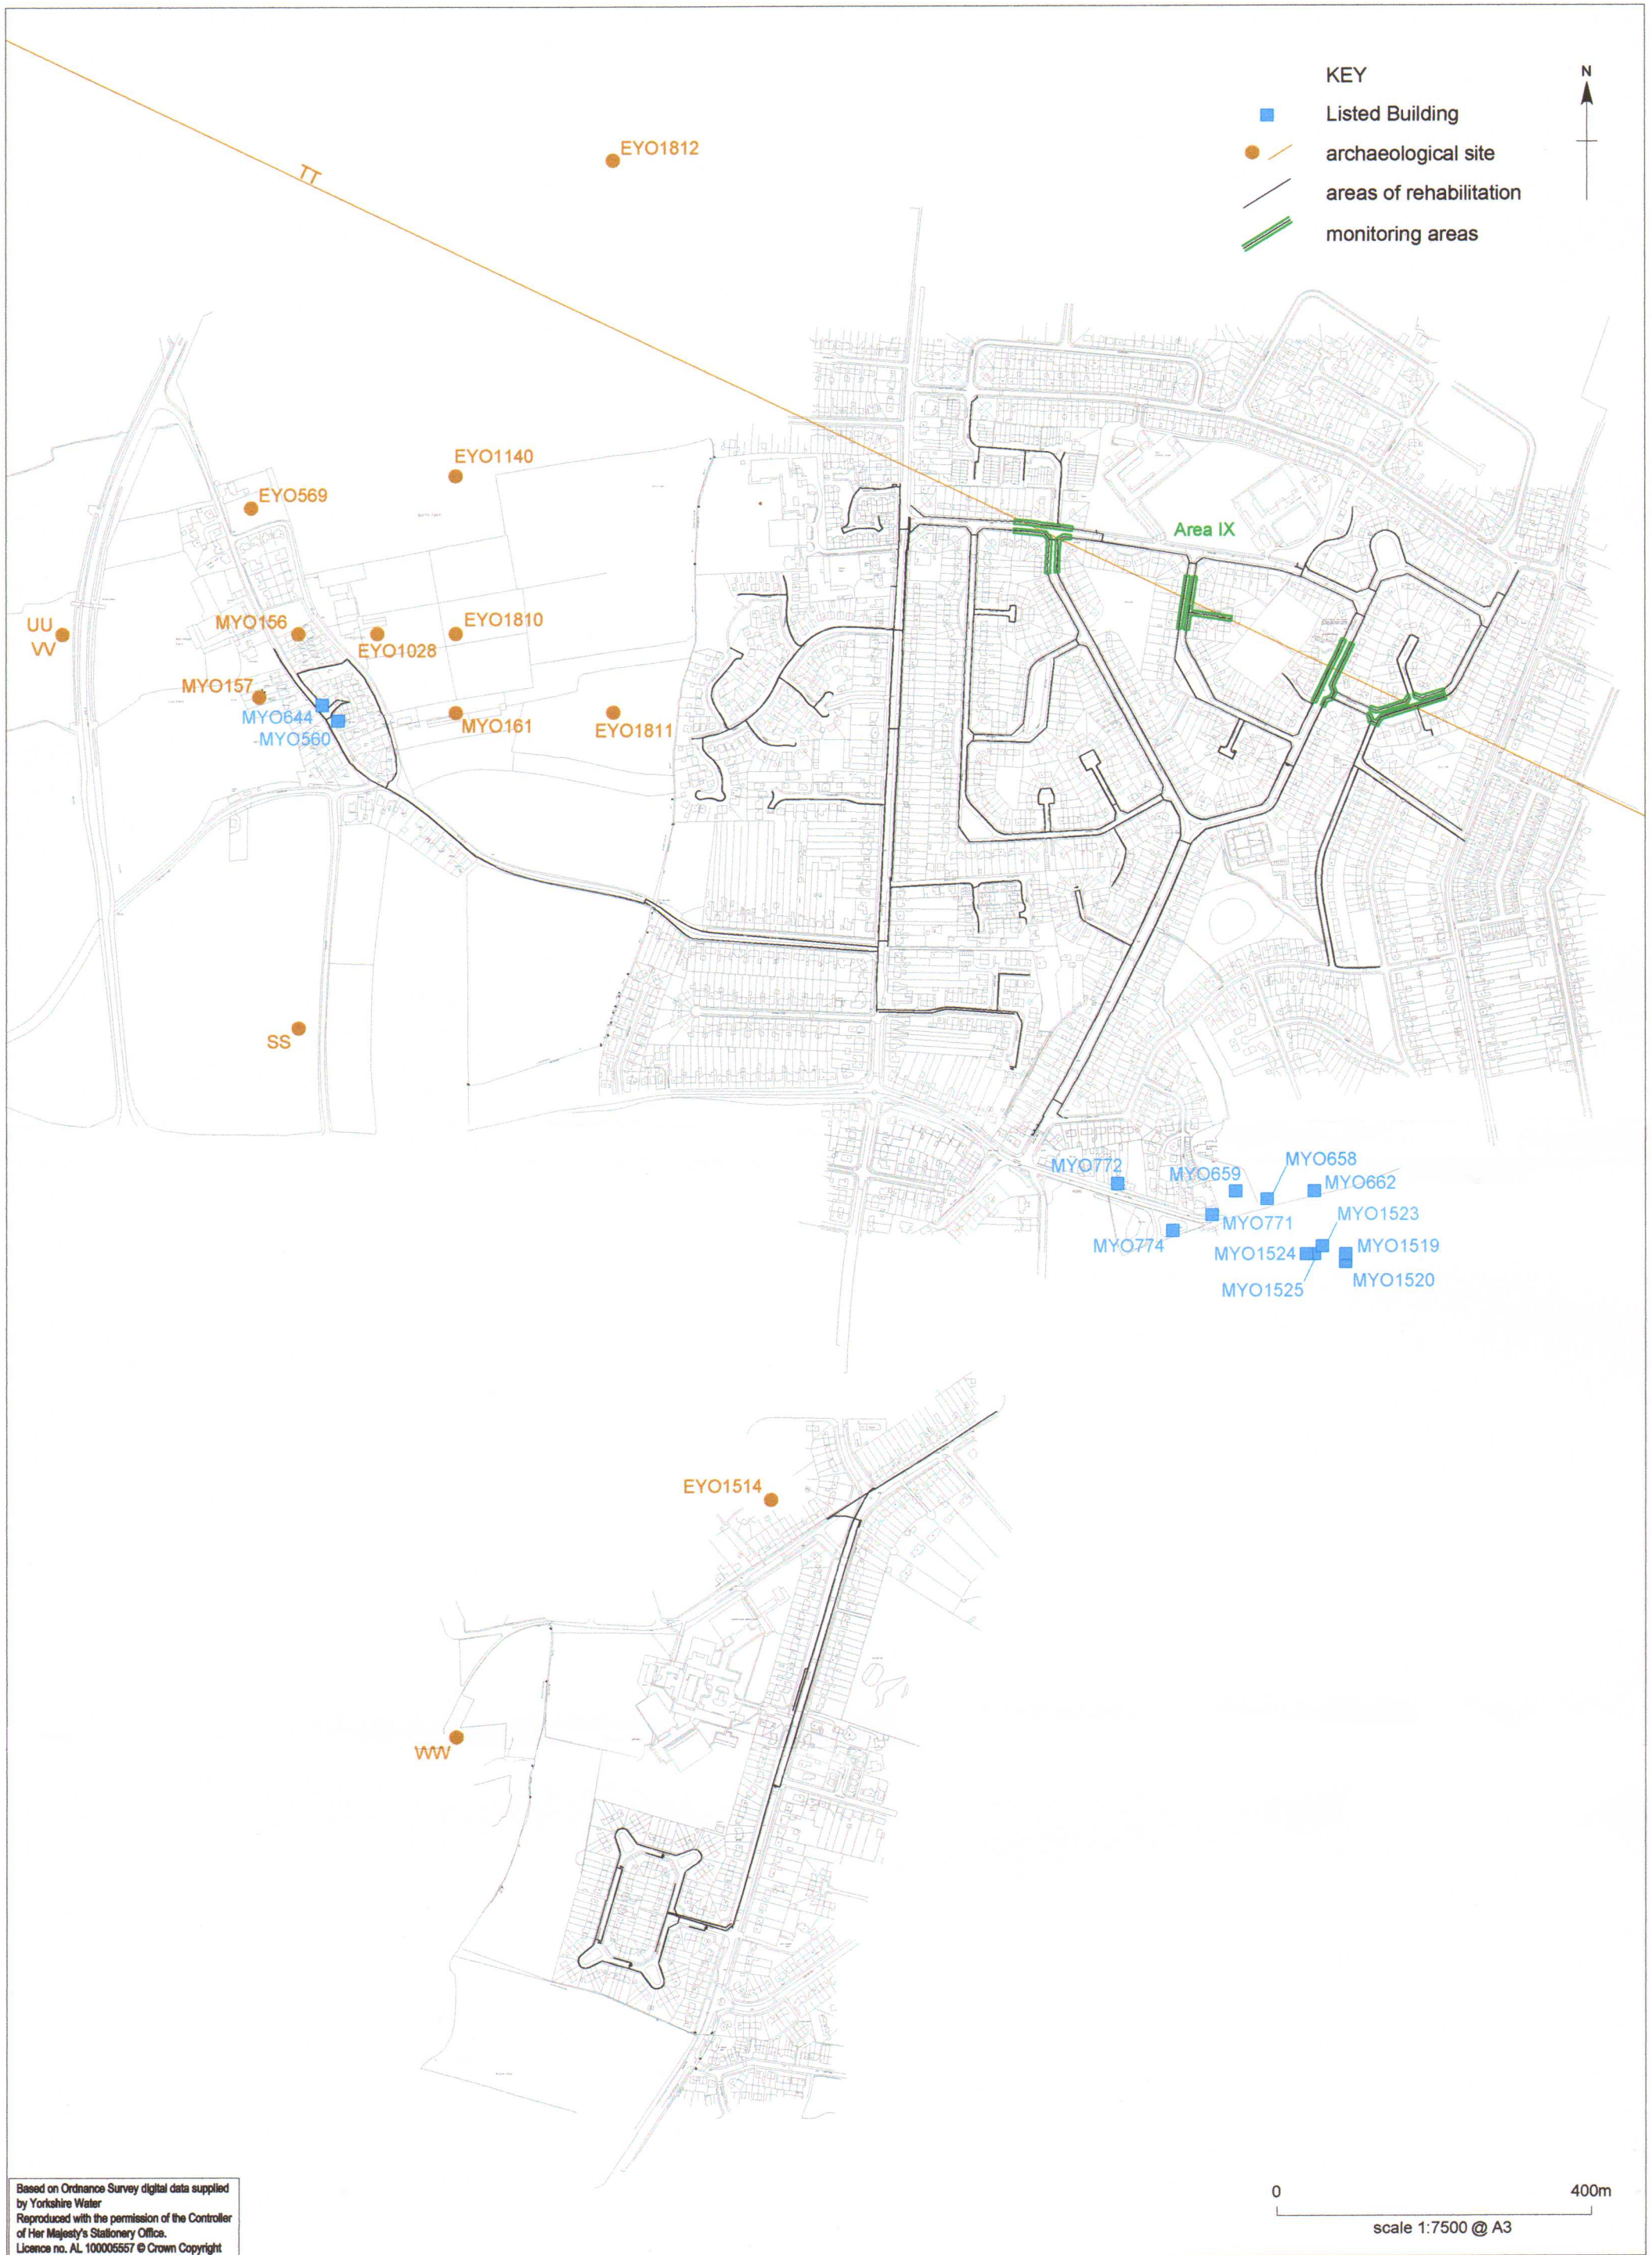 KEY
N
Listed Building
archaeological site
areas of rehabilitation
monitoring areas
TT
EYO1812
EYO1140
EYO569
Area IX
UU
VV
MYO156
EYO1028
EYO1810
MYO157
MYO644
-MYO560
MYO161
EYO1811
SS
MYO772
MYO659
MYO658
MYO662
MYO771
MYO1523
MYO774
MYO1524
MYO1519
MYO1525
MYO1520
EYO1514
WW
Based on Ordnance Survey digital data supplied
by Yorkshire Water
Reproduced with the permission of the Controller
of Her Majesty's Stationery Office.
Licence no. AL 100005557 © Crown Copyright
0
400m
scale 1:7500 @ A3